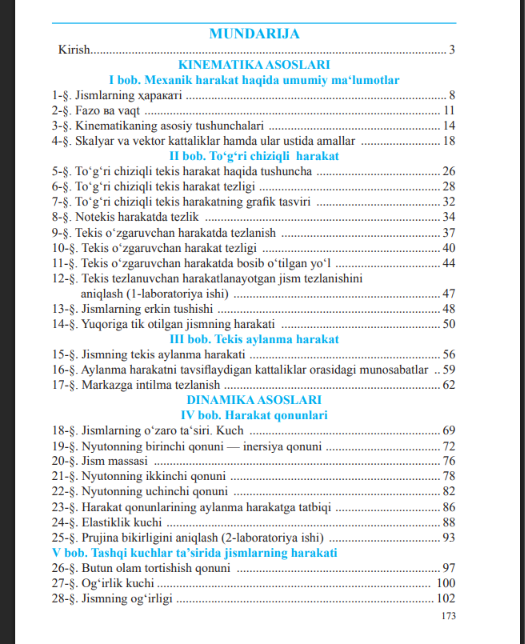 MUNDARIJA
Kirish.......................................................................................................... 3
KINEMATIKA ASOSLARI
I bob. Mexanik harakat haqida umumiy ma‘lumotlar
1-§. Jismlarning ҳаракатi ........................................................................ 8
2-§. Fazo ва vaqt ..................................................................................... 11
3-§. Kinematikaning asosiy tushunchalari ................................................ 14
4-§. Skalyar va vektor kattaliklar hamda ular ustida amallar ...................... 18
II bob. To‘g‘ri chiziqli harakat
5-§. To‘g‘ri chiziqli tekis harakat haqida tushuncha .................................. 26
6-§. To‘g‘ri chiziqli tekis harakat tezligi .................................................. 28
7-§. To‘g‘ri chiziqli tekis harakatning grafik tasviri .................................. 32
8-§. Notekis harakatda tezlik .................................................................. 34
9-§. Tekis o‘zgaruvchan harakatda tezlanish ............................................ 37
10-§. Tekis o‘zgaruvchan harakat tezligi .................................................. 40
11-§. Tekis o‘zgaruvchan harakatda bosib o‘tilgan yo‘l .............................. 44
12-§. Tekis tezlanuvchan harakatlanayotgan jism tezlanishini
aniqlash (1-laboratoriya ishi) .......................................................... 47
13-§. Jismlarning erkin tushishi .............................................................. 48
14-§. Yuqoriga tik otilgan jismning harakati ............................................ 50
III bob. Tekis aylanma harakat
15-§. Jismning tekis aylanma harakati ...................................................... 56
16-§. Aylanma harakatni tavsiflaydigan kattaliklar orasidagi munosabatlar .. 59
17-§. Markazga intilma tezlanish ............................................................ 62
DINAMIKA ASOSLARI
IV bob. Harakat qonunlari
18-§. Jismlarning o‘zaro ta‘siri. Kuch ...................................................... 69
19-§. Nyutonning birinchi qonuni — inersiya qonuni ................................ 72
20-§. Jism massasi ................................................................................ 76
21-§. Nyutonning ikkinchi qonuni .......................................................... 78
22-§. Nyutonning uchinchi qonuni .......................................................... 82
23-§. Harakat qonunlarining aylanma harakatga tatbiqi .............................. 86
24-§. Elastiklik kuchi ............................................................................ 88
25-§. Prujina bikirligini aniqlash (2-laboratoriya ishi) ................................ 93
V bob. Tashqi kuchlar ta’sirida jismlarning harakati
26-§. Butun olam tortishish qonuni ........................................................ 97
27-§. Og‘irlik kuchi .............................................................................. 100
28-§. Jismning og‘irligi .......................................................................... 102
173